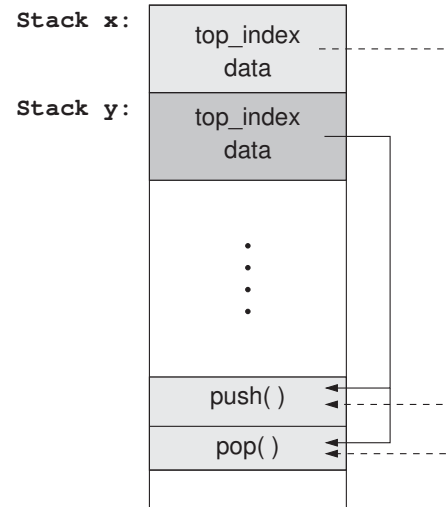 Stack x:
top_index
data
Stack y:
top_index
data
push( )
pop( )